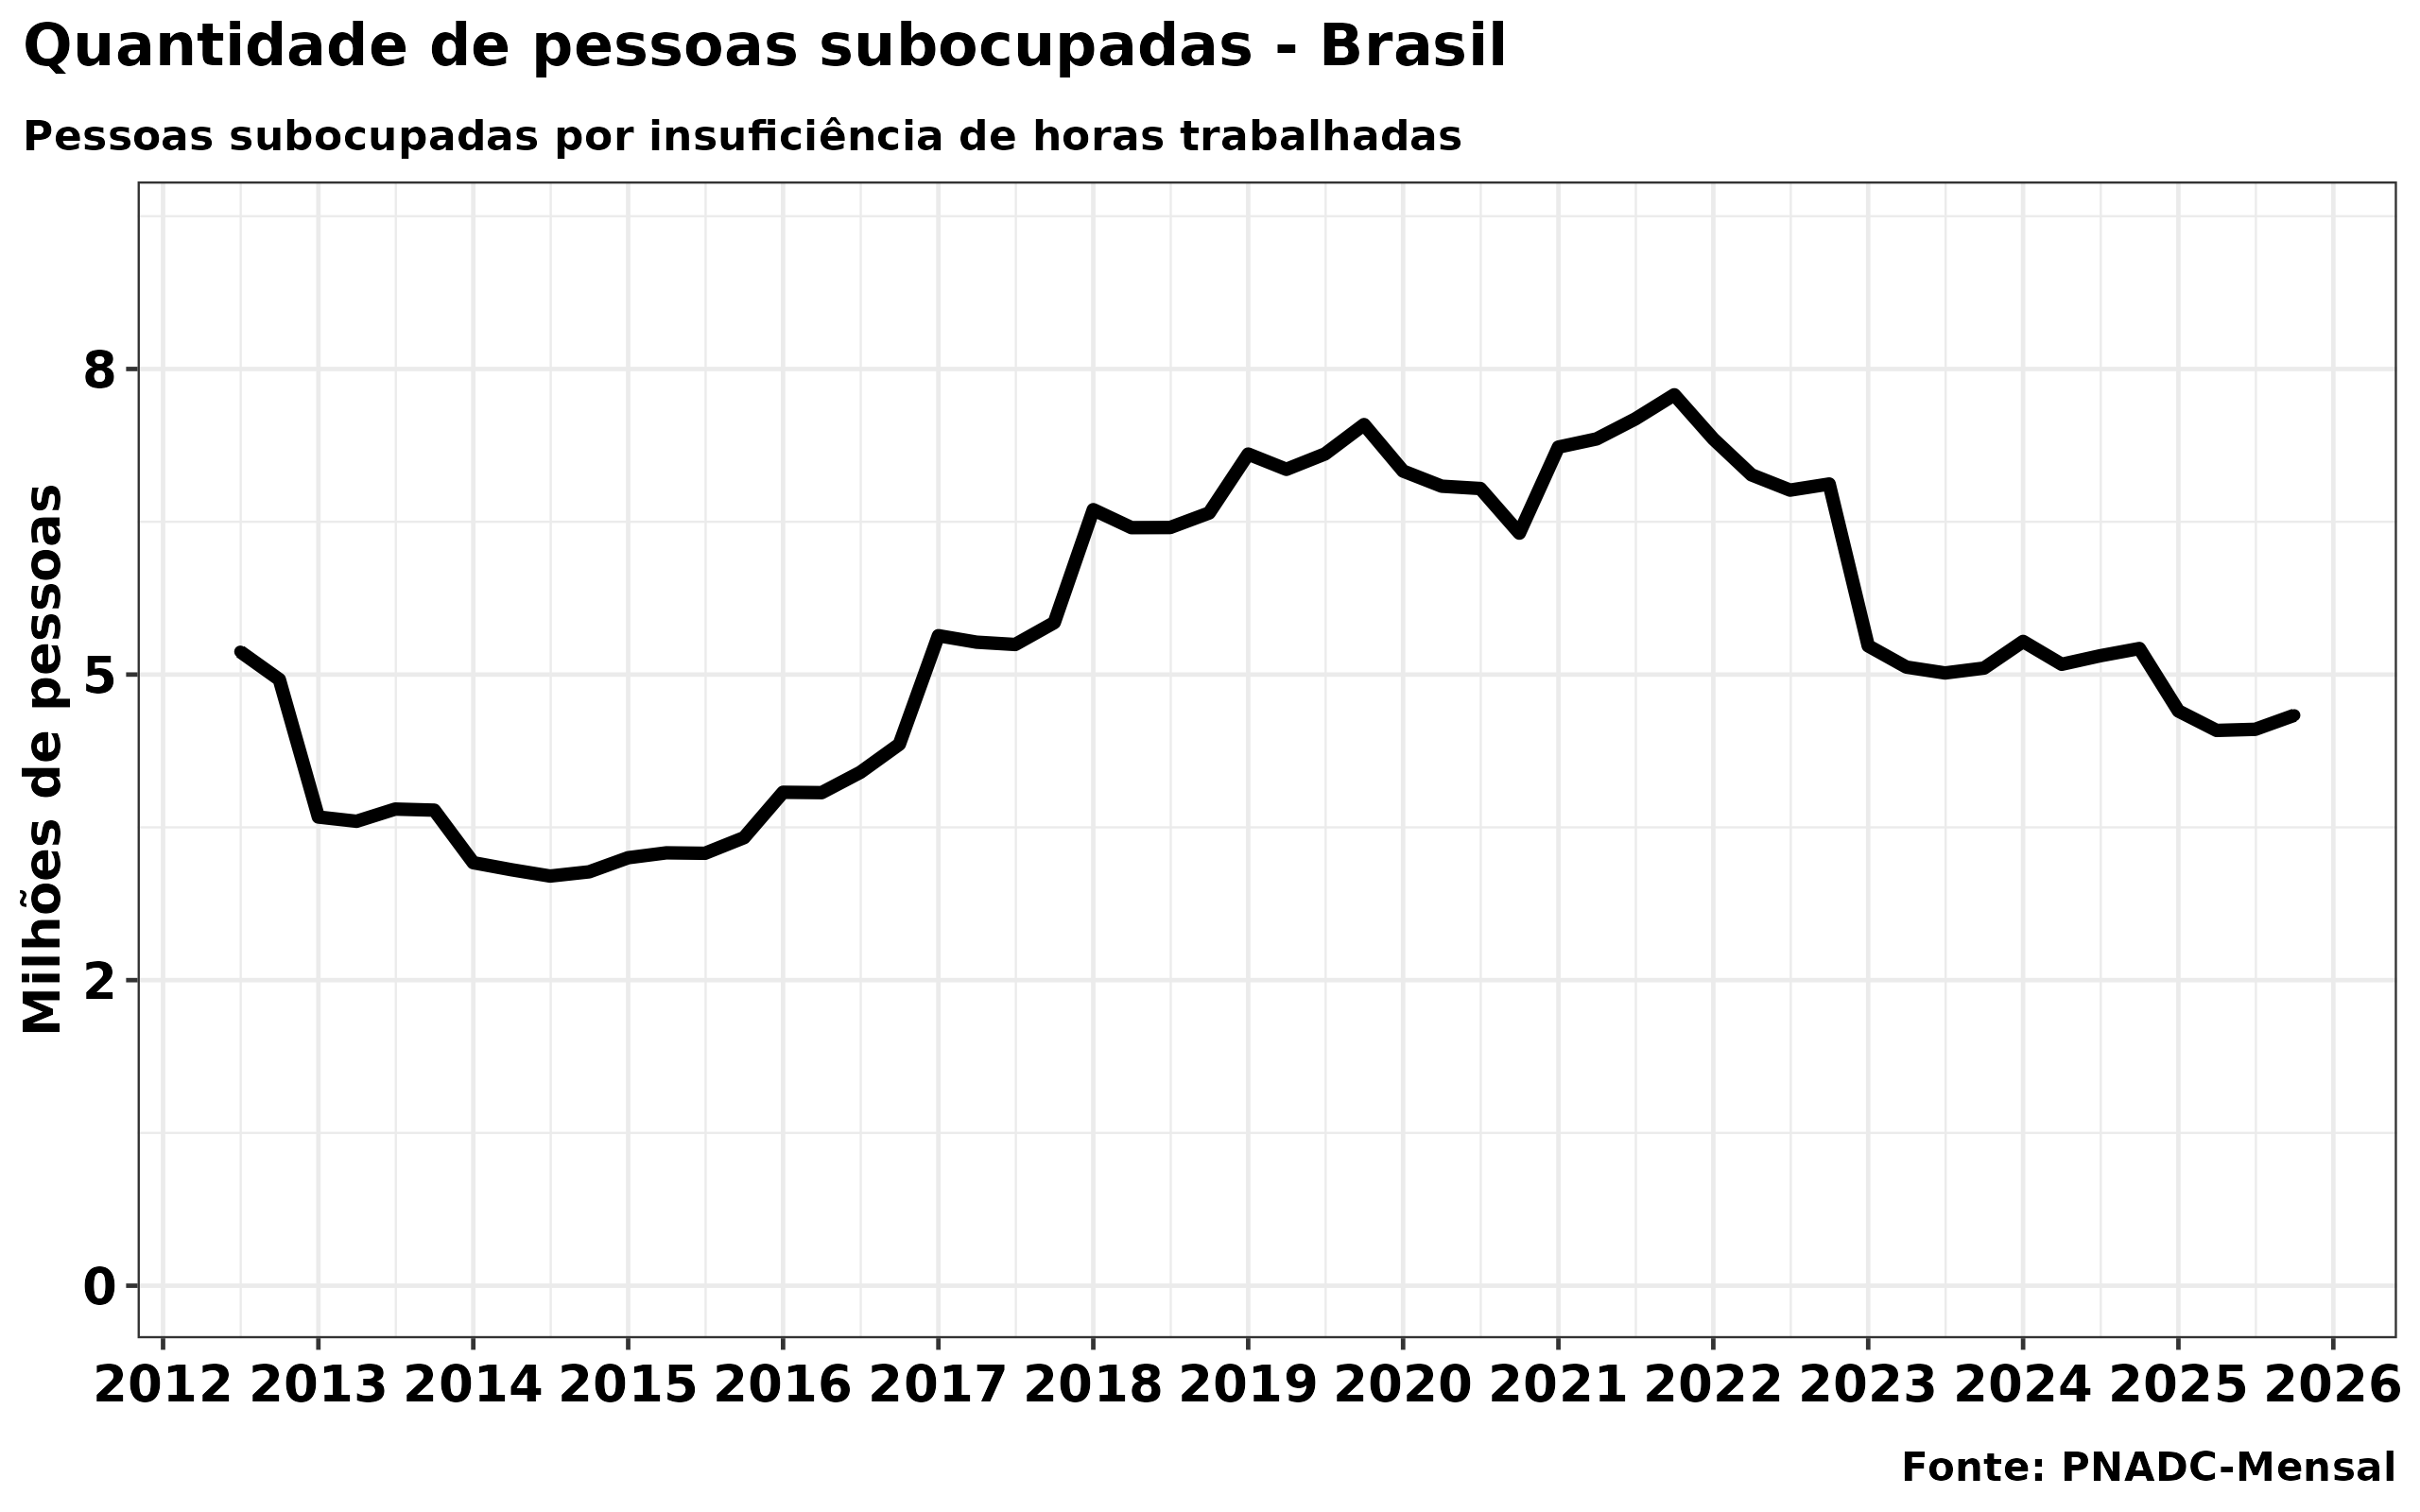 Quantidade de pessoas subocupadas - Brasil
Pessoas subocupadas por insuficiência de horas trabalhadas
Milhões de pessoas
8
5
2
0
2012 2013 2014 2015 2016 2017 2018 2019 2020 2021 2022 2023 2024 2025 2026
Fonte: PNADC-Mensal